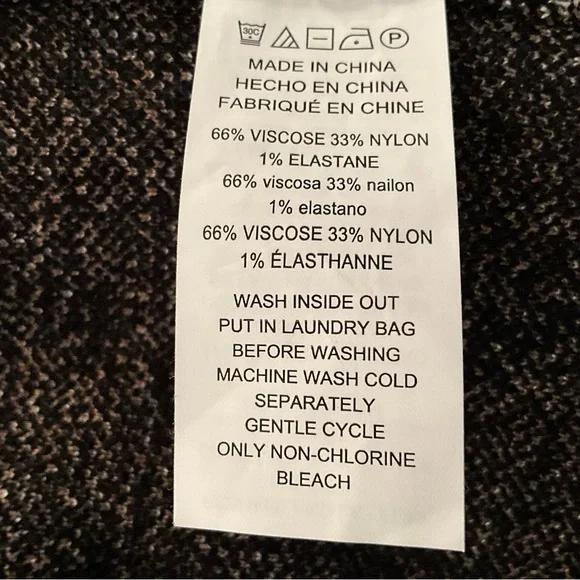 30C P
MADE IN CHINA
HECHO EN CHINA
FABRIQUÉ EN CHINE
66% VISCOSE 33% NYLON
1% ELASTANE
66% viscosa 33% nailon
1% elastano
66% VISCOSE 33% NYLON
1% ÉLASTHANNE
WASH INSIDE OUT
PUT IN LAUNDRY BAG
BEFORE WASHING
MACHINE WASH COLD
SEPARATELY
GENTLE CYCLE
ONLY NON-CHLORINE
BLEACH